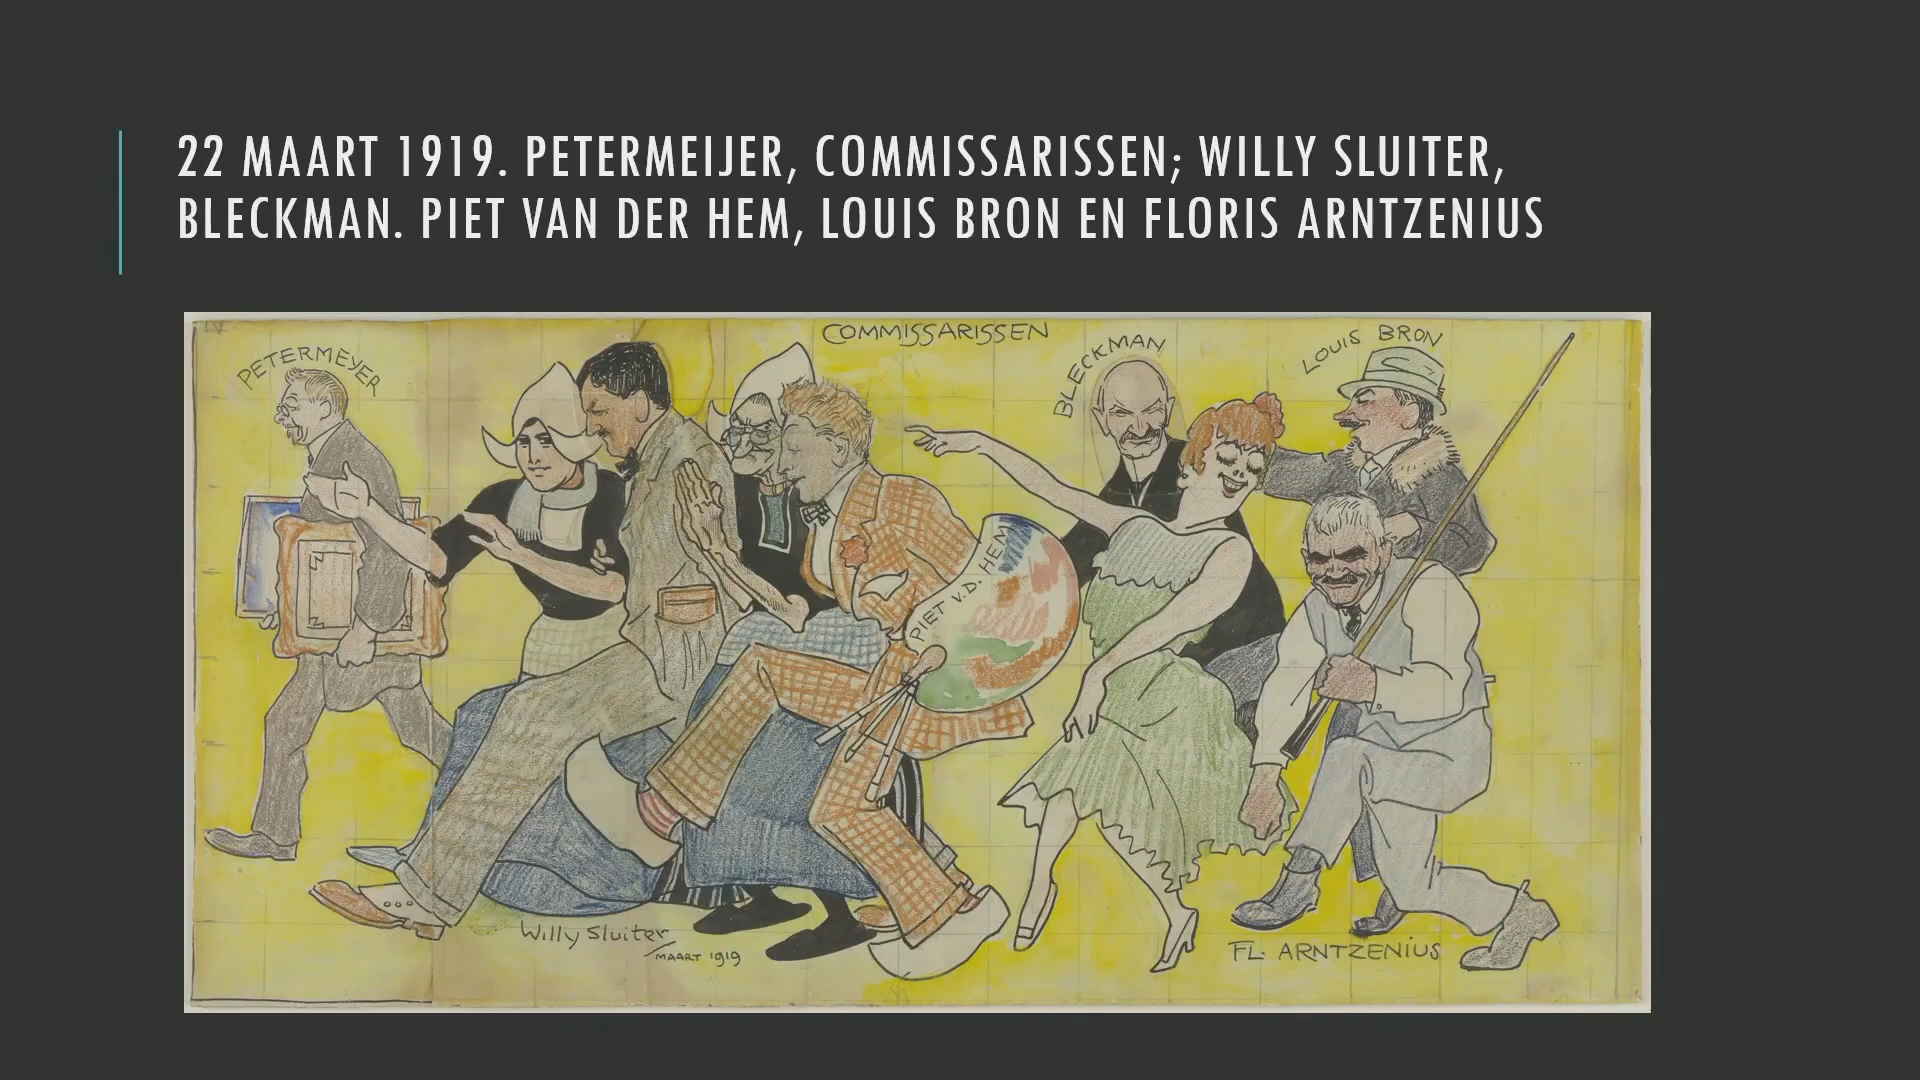 22 MAART 1919. PETERMEIJER, COMMISSARISSEN; WILLY SLUITER,
BLECKMAN. PIET VAN DER HEM, LOUIS BRON EN FLORIS ARNTZENIUS
COMMISSARISSEN
PETERMEYER
BLECKMAN
LOUIS BRON
PIET V.D. HEM
Willy Sluiter
MAART 1919
FL. ARNTZENIUS